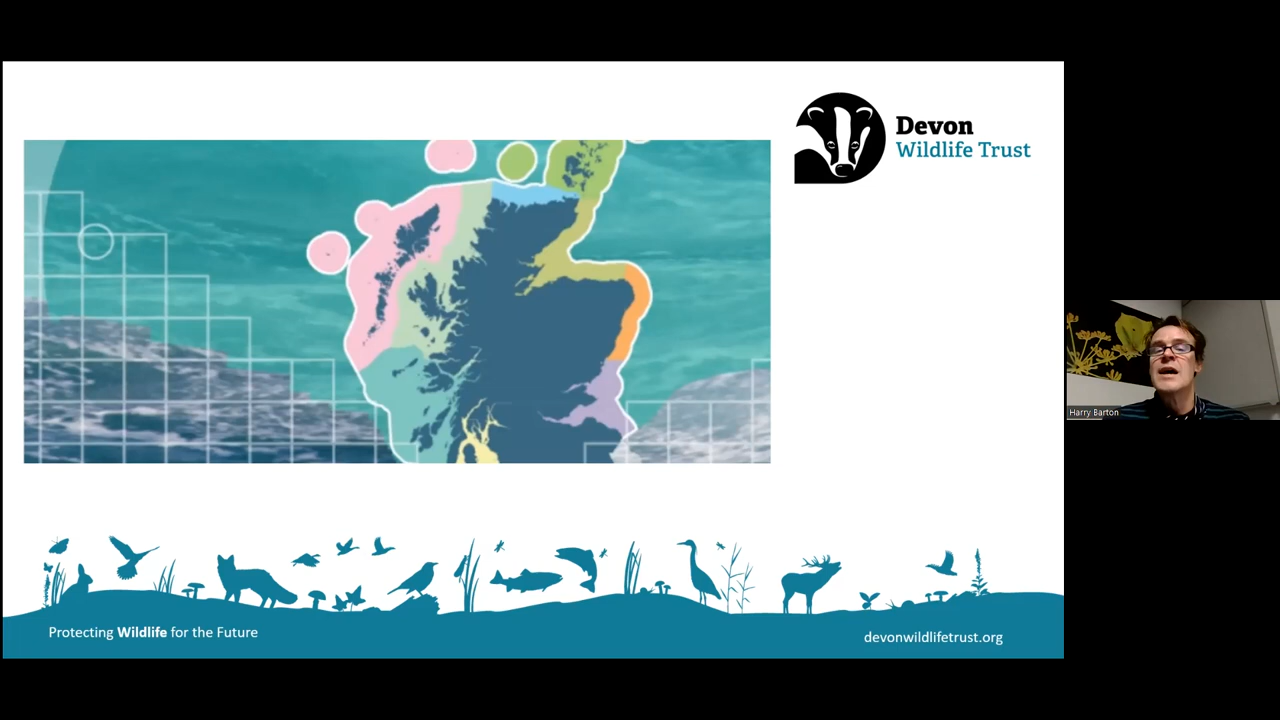 Devon
Wildlife Trust
Harry Barton
Protecting Wildlife for the Future
devonwildlifetrust.org